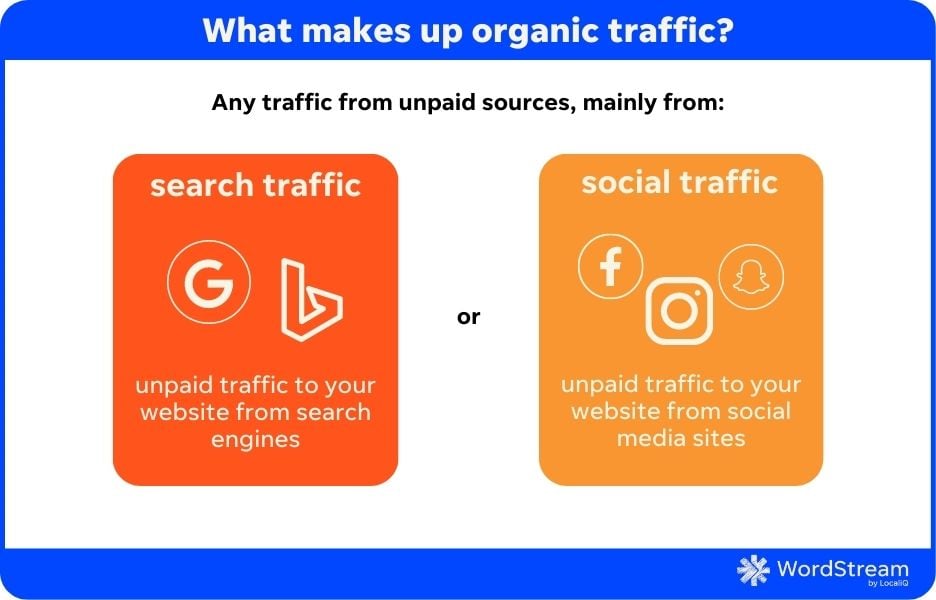 What makes up organic traffic?
Any traffic from unpaid sources, mainly from:
search traffic
unpaid traffic to your
website from search
engines
or
social traffic
unpaid traffic to your
website from social
media sites
WordStream
by LocaliQ